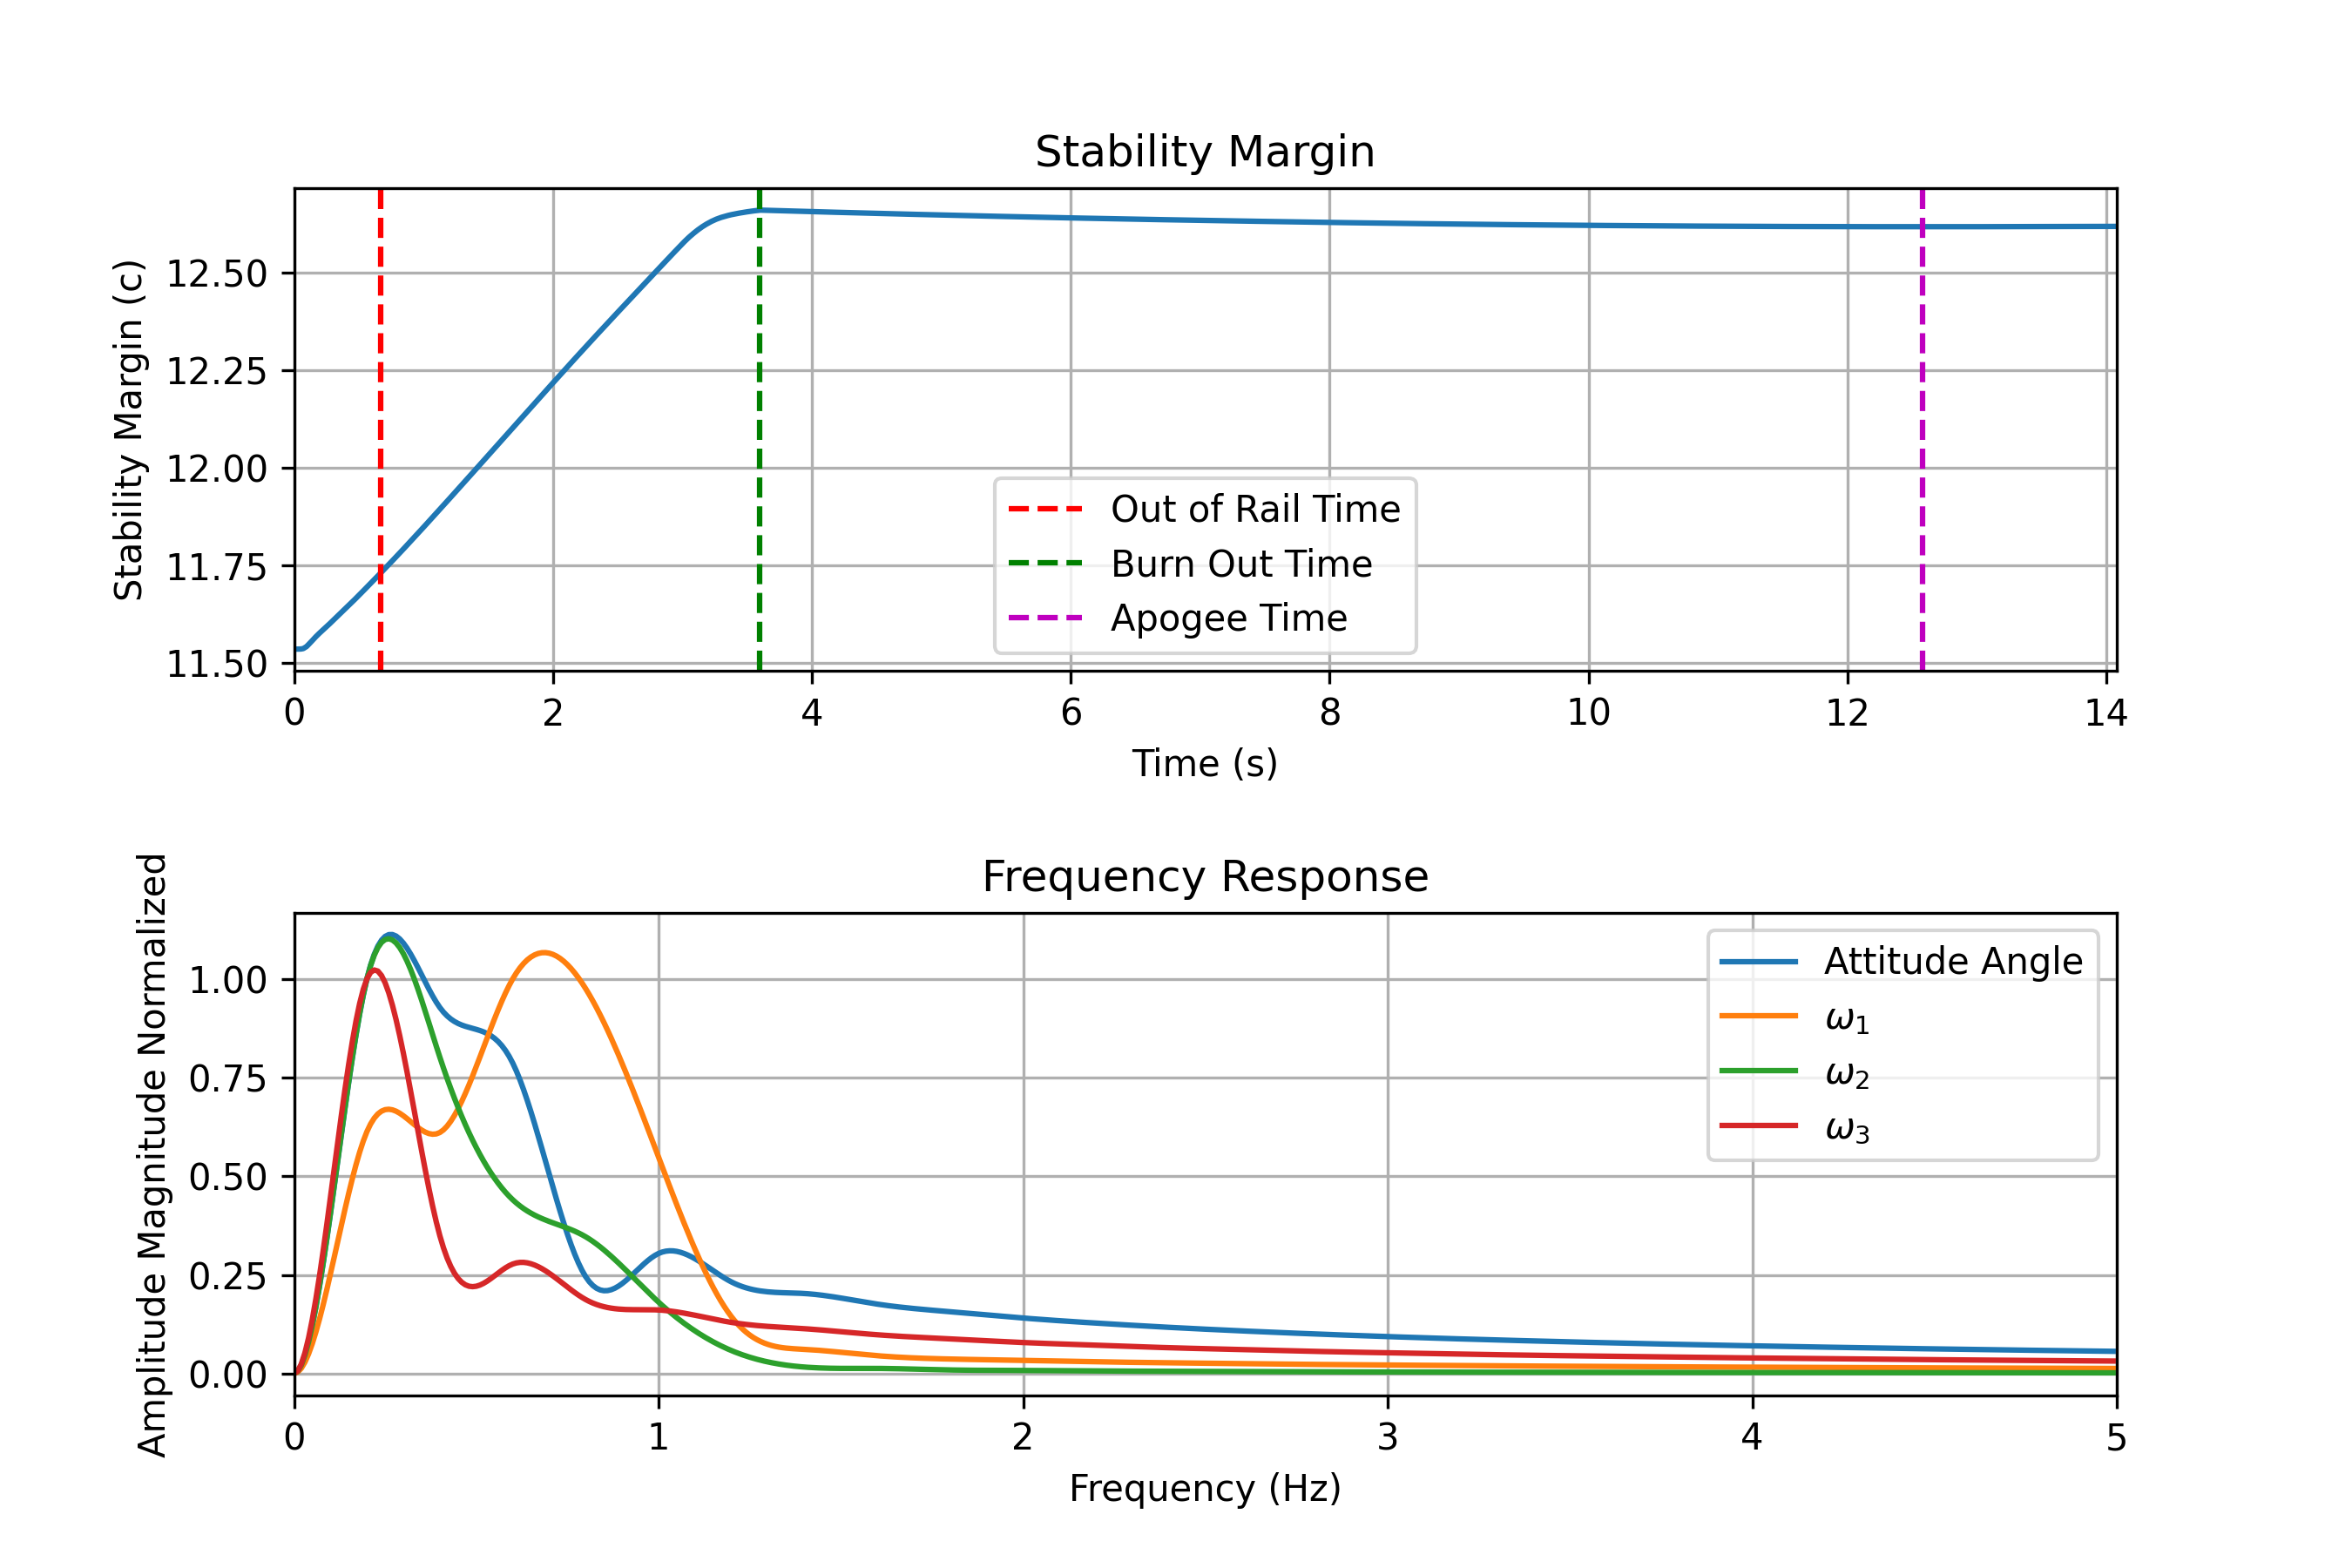 Stability Margin
Stability Margin (c)
12.50
12.25
12.00
11.75
11.50
Out of Rail Time
Burn Out Time
Apogee Time
0 2 4 6 8 10 12 14
Time (s)
Frequency Response
Amplitude Magnitude Normalized
1.00
0.75
0.50
0.25
0.00
Attitude Angle
ω₁
ω₂
ω₃
0 1 2 3 4 5
Frequency (Hz)